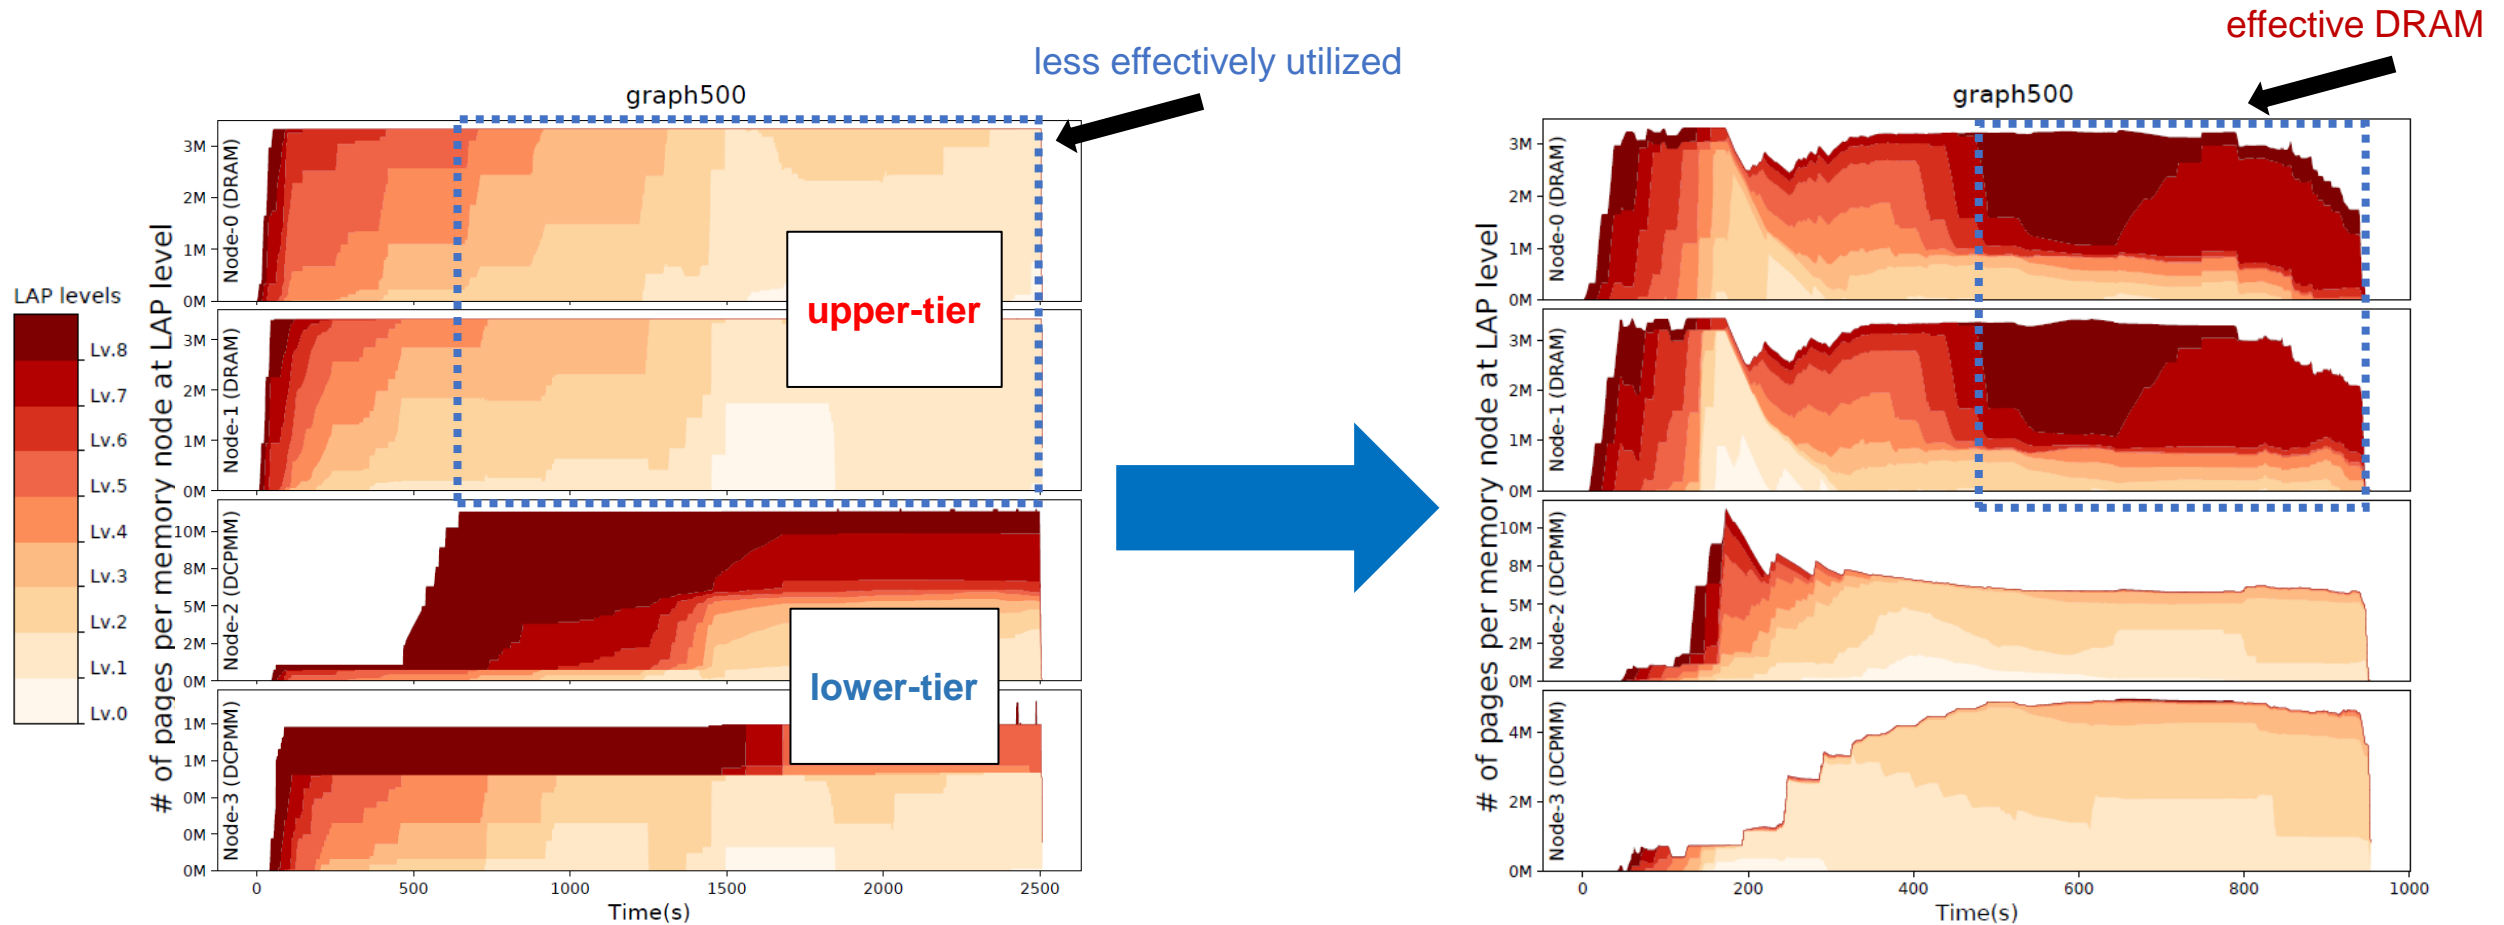 effective DRAM
less effectively utilized
graph500
graph500
LAP levels
Lv.8
Lv.7
Lv.6
Lv.5
Lv.4
Lv.3
Lv.2
Lv.1
Lv.0
# of pages per memory node at LAP level
Node-0 (DRAM)
3M
2M
1M
0M
Node-1 (DRAM)
3M
2M
1M
0M
Node-2 (DCPMM)
10M
8M
5M
2M
0M
Node-3 (DCPMM)
1M
1M
0M
0M
0M
upper-tier
lower-tier
0 500 1000 1500 2000 2500
Time(s)
# of pages per memory node at LAP level
Node-0 (DRAM)
3M
2M
1M
0M
Node-1 (DRAM)
3M
2M
1M
0M
Node-2 (DCPMM)
10M
8M
5M
2M
0M
Node-3 (DCPMM)
4M
2M
0M
0 200 400 600 800 1000
Time(s)